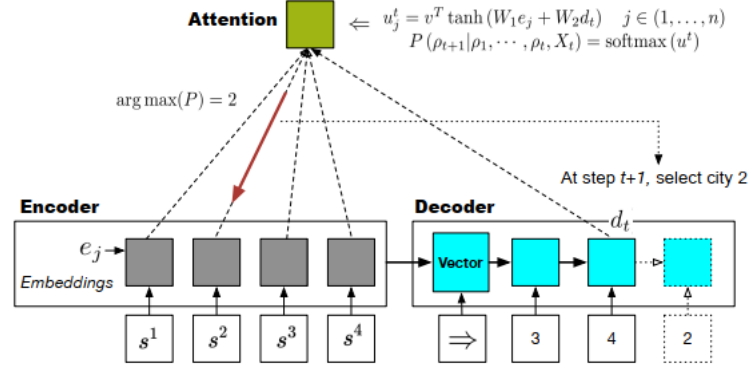 Attention
⇐ u_j^t = v^T tanh (W_1 e_j + W_2 d_t)   j ∈ (1, . . . , n)
P (ρ_{t+1}|ρ_1, · · · , ρ_t, X_t) = softmax (u^t)
arg max(P) = 2
At step t+1, select city 2
Encoder
Decoder
d_t
e_j
Embeddings
Vector
s^1 s^2 s^3 s^4 ⇒ 3 4 2